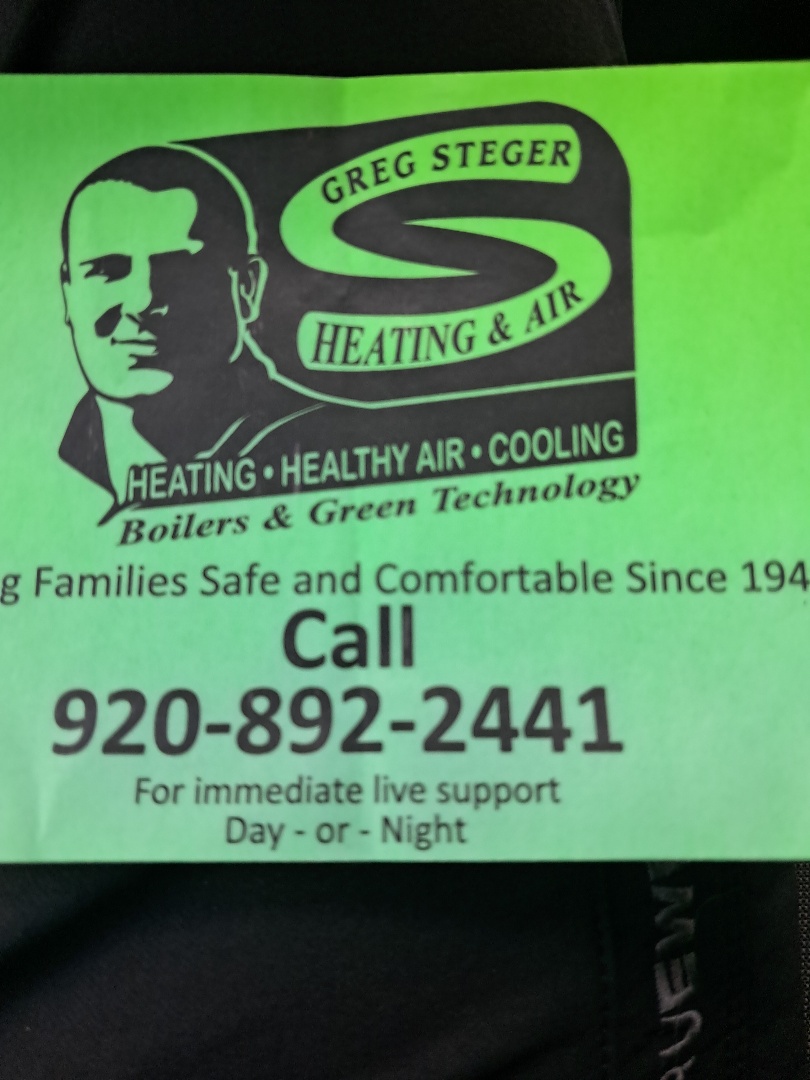 GREG STEGER
HEATING & AIR
HEATING • HEALTHY AIR • COOLING
Boilers & Green Technology
g Families Safe and Comfortable Since 194
Call
920-892-2441
For immediate live support
Day - or - Night